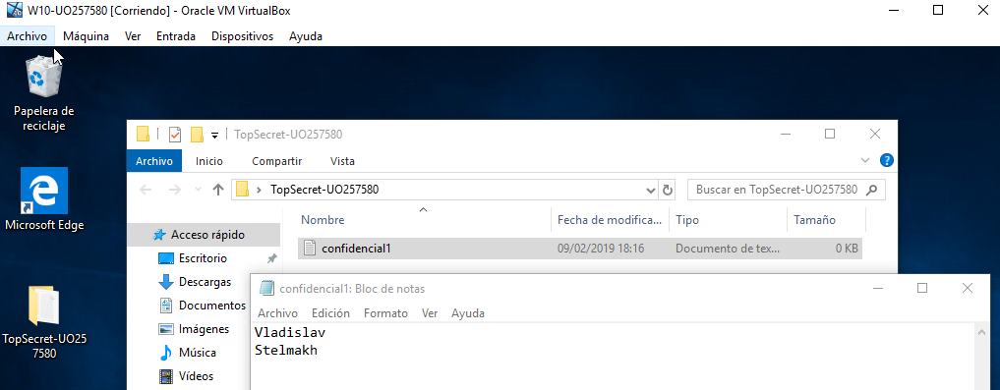 W10-UO257580 [Corriendo] - Oracle VM VirtualBox
Archivo Máquina Ver Entrada Dispositivos Ayuda
Papelera de
reciclaje
Microsoft Edge
TopSecret-UO25
7580
TopSecret-UO257580
Archivo Inicio Compartir Vista
TopSecret-UO257580 Buscar en TopSecret-UO257580
Nombre Fecha de modifica... Tipo Tamaño
confidencial1 09/02/2019 18:16 Documento de tex... 0 KB
Acceso rápido
Escritorio
Descargas
Documentos
Imágenes
Música
Vídeos
confidencial1: Bloc de notas
Archivo Edición Formato Ver Ayuda
Vladislav
Stelmakh